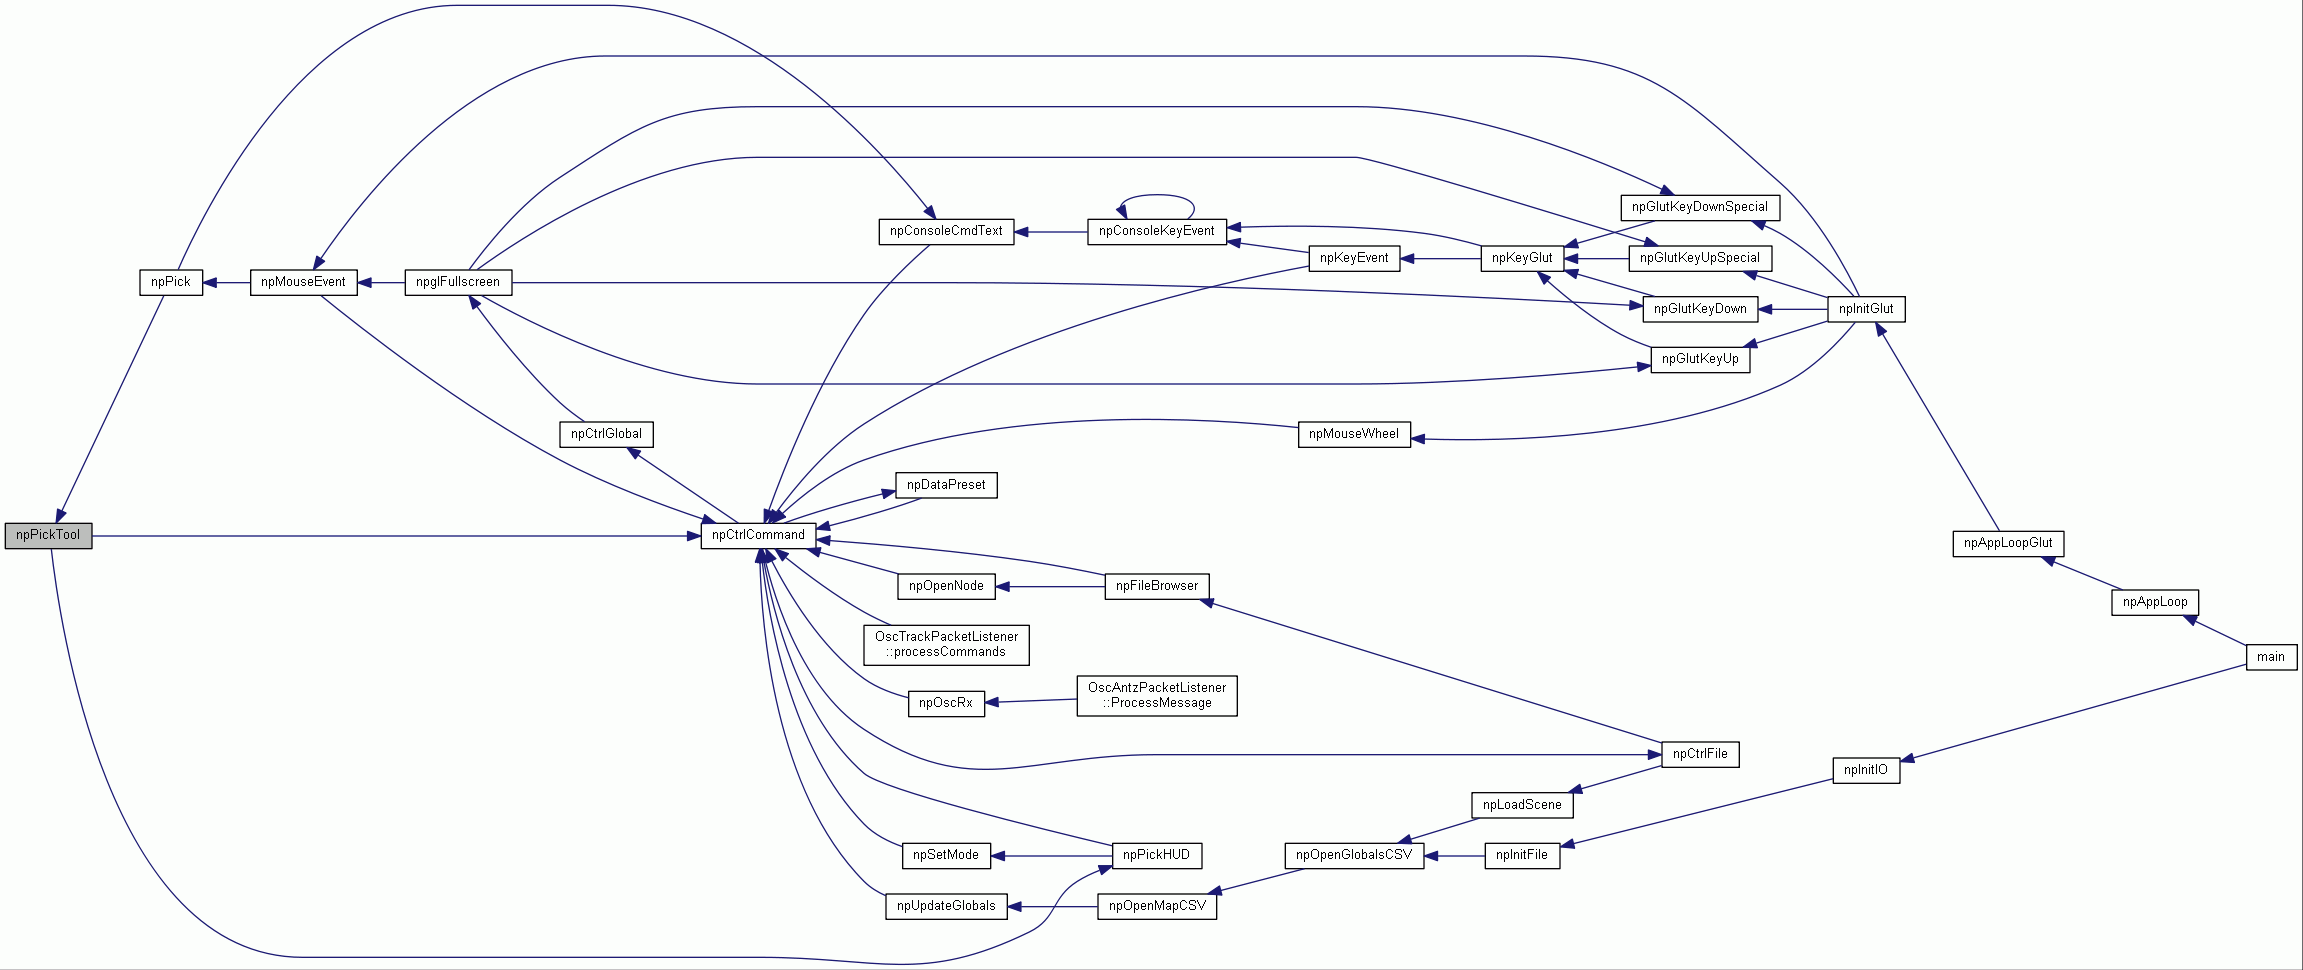 npGlutKeyDownSpecial
npConsoleCmdText
npConsoleKeyEvent
npKeyEvent
npKeyGlut
npGlutKeyUpSpecial
npPick
npMouseEvent
npglFullscreen
npGlutKeyDown
npInitGlut
npGlutKeyUp
npCtrlGlobal
npMouseWheel
npDataPreset
npPickTool
npCtrlCommand
npAppLoopGlut
npOpenNode
npFileBrowser
npAppLoop
OscTrackPacketListener
::processCommands
main
npOscRx
OscAntzPacketListener
::ProcessMessage
npCtrlFile
npInitIO
npLoadScene
npSetMode
npPickHUD
npOpenGlobalsCSV
npInitFile
npUpdateGlobals
npOpenMapCSV